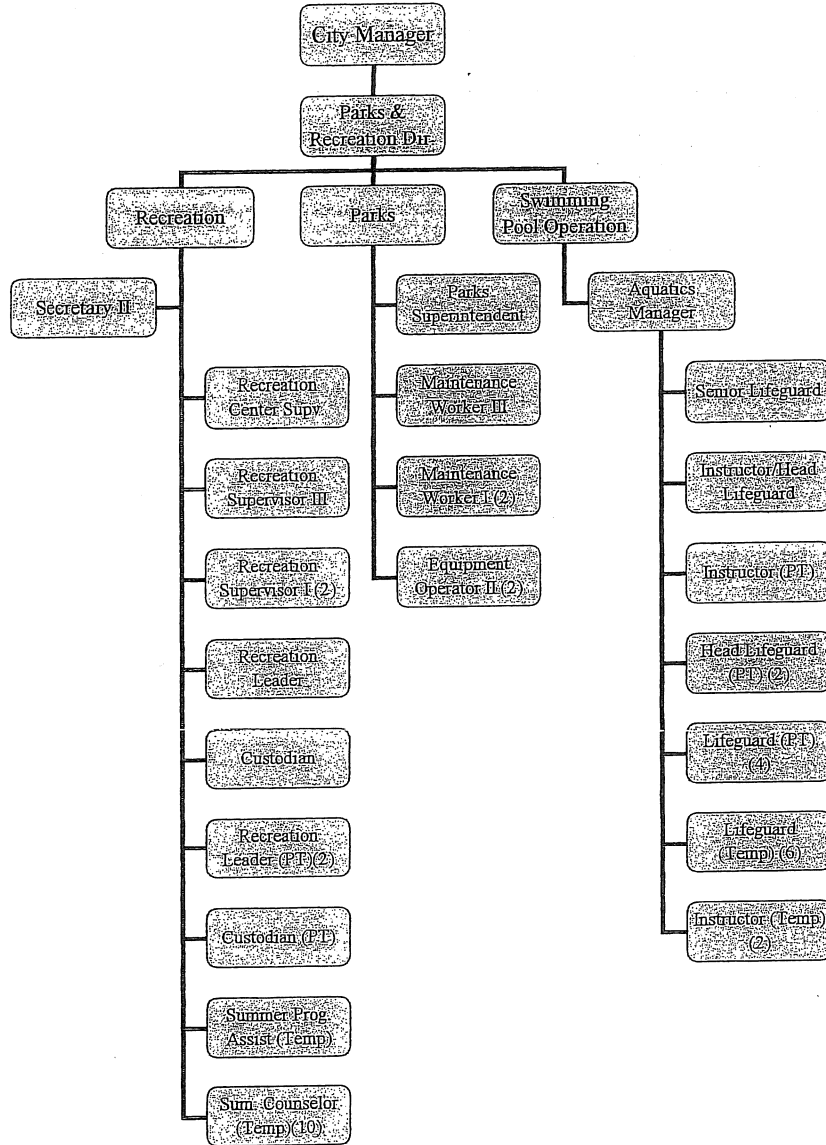 City Manager
Parks &
Recreation Dir
Recreation
Parks
Swimming
Pool Operation
Secretary II
Recreation
Center Supv
Recreation
Supervisor III
Recreation
Supervisor I (2)
Recreation
Leader
Custodian
Recreation
Leader (PT)(2)
Custodian (PT)
Summer Prog.
Assist (Temp)
Sum. Counselor
(Temp)(10)
Parks
Superintendent
Maintenance
Worker III
Maintenance
Worker I (2)
Equipment
Operator II (2)
Aquatics
Manager
Senior Lifeguard
Instructor/Head
Lifeguard
Instructor (PT)
Head Lifeguard
(PT) (2)
Lifeguard (PT)
(4)
Lifeguard
(Temp) (6)
Instructor (Temp)
(2)